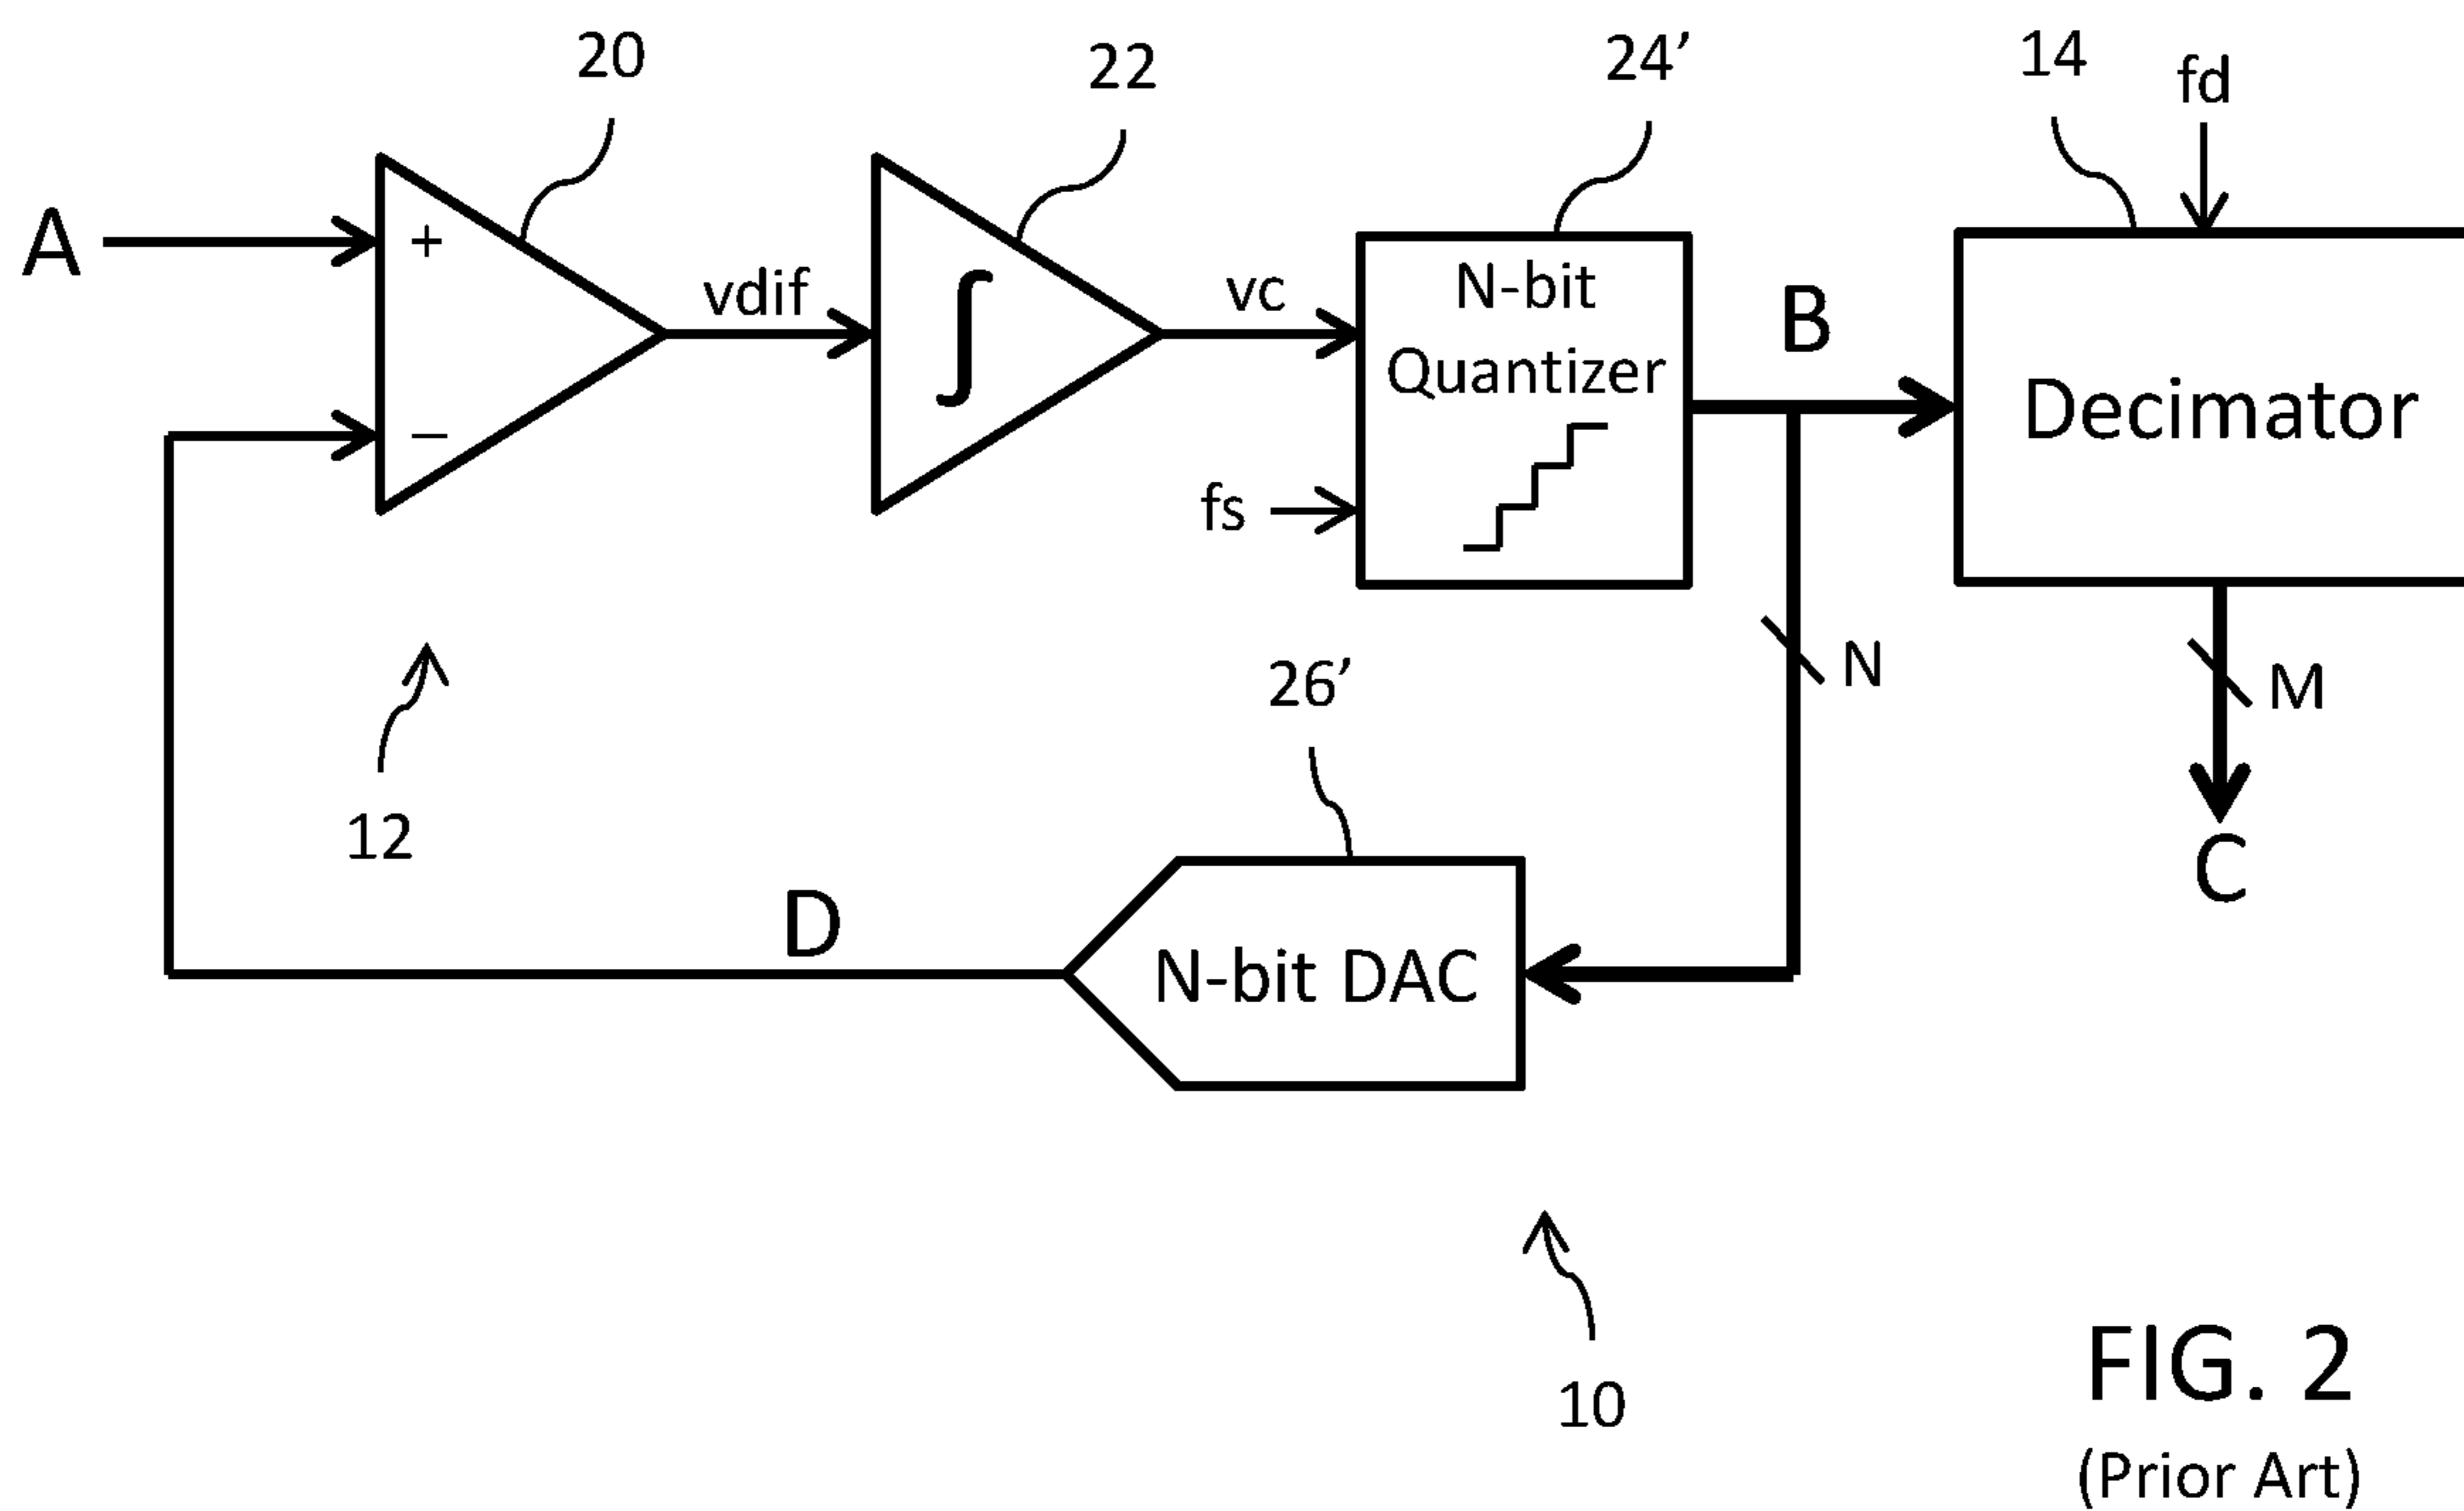 20
22
24’
14
fd
A
+
vdif
vc
N-bit
Quantizer
B
Decimator
−
∫
fs
N
M
26’
12
C
D
N-bit DAC
10
FIG. 2
(Prior Art)